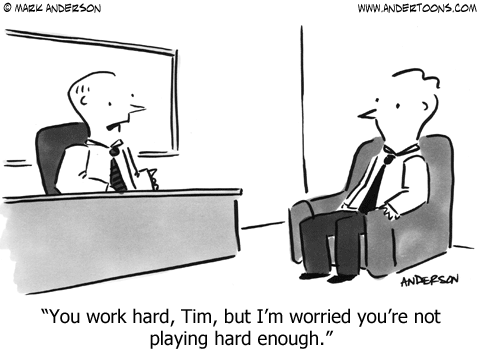 © MARK ANDERSON
WWW.ANDERTOONS.COM
ANDERSON
“You work hard, Tim, but I’m worried you’re not
playing hard enough.”